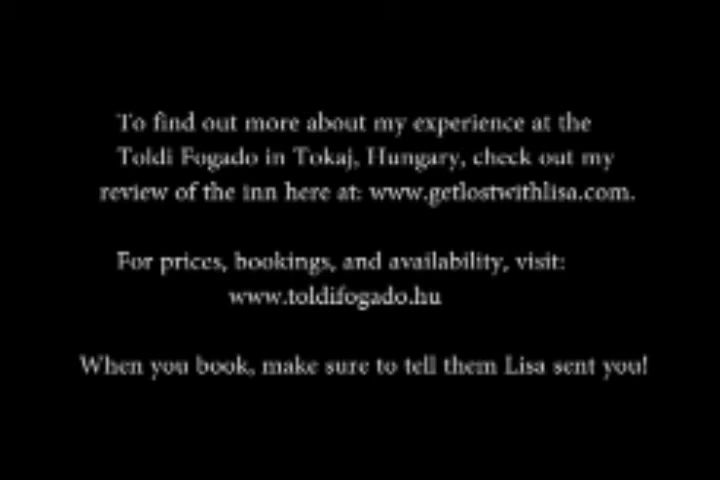 To find out more about my experience at the
Toldi Fogado in Tokaj, Hungary, check out my
review of the inn here at: www.getlostwithlisa.com.
For prices, bookings, and availability, visit:
www.toldifogado.hu
When you book, make sure to tell them Lisa sent you!